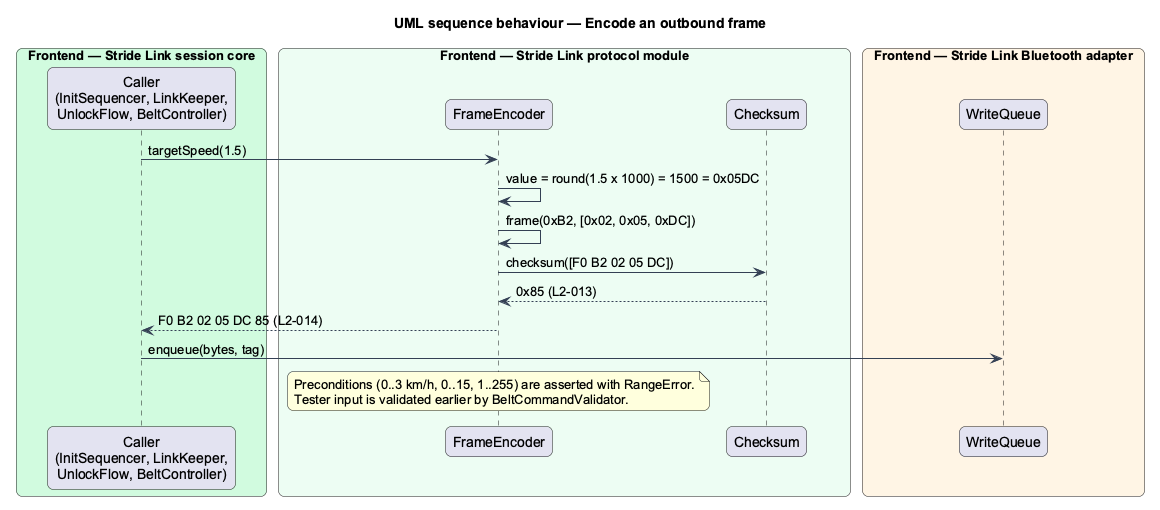 UML sequence behaviour — Encode an outbound frame
Frontend — Stride Link session core
Frontend — Stride Link protocol module
Frontend — Stride Link Bluetooth adapter
Caller
(InitSequencer, LinkKeeper,
UnlockFlow, BeltController)
FrameEncoder
Checksum
WriteQueue
targetSpeed(1.5)
value = round(1.5 x 1000) = 1500 = 0x05DC
frame(0xB2, [0x02, 0x05, 0xDC])
checksum([F0 B2 02 05 DC])
0x85 (L2-013)
F0 B2 02 05 DC 85 (L2-014)
enqueue(bytes, tag)
Preconditions (0..3 km/h, 0..15, 1..255) are asserted with RangeError.
Tester input is validated earlier by BeltCommandValidator.
Caller
(InitSequencer, LinkKeeper,
UnlockFlow, BeltController)
FrameEncoder
Checksum
WriteQueue